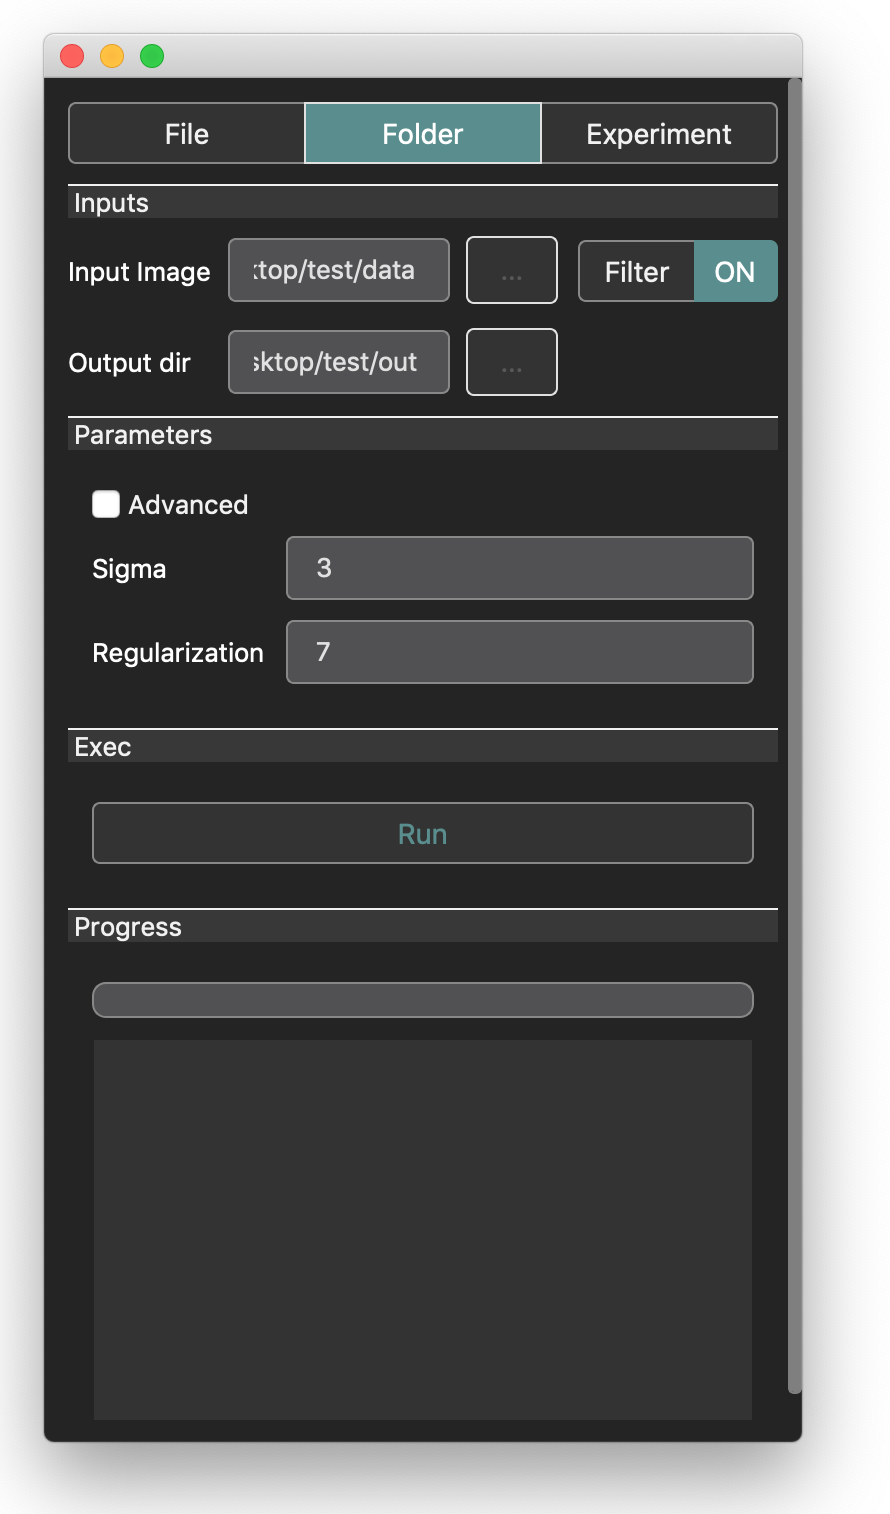 File Folder Experiment
Inputs
Input Image ktop/test/data ... Filter ON
Output dir sktop/test/out ...
Parameters
Advanced
Sigma 3
Regularization 7
Exec
Run
Progress